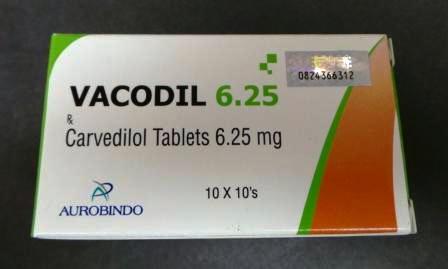 0824366312
VACODIL 6.25
℞
Carvedilol Tablets 6.25 mg
10 X 10's
AUROBINDO